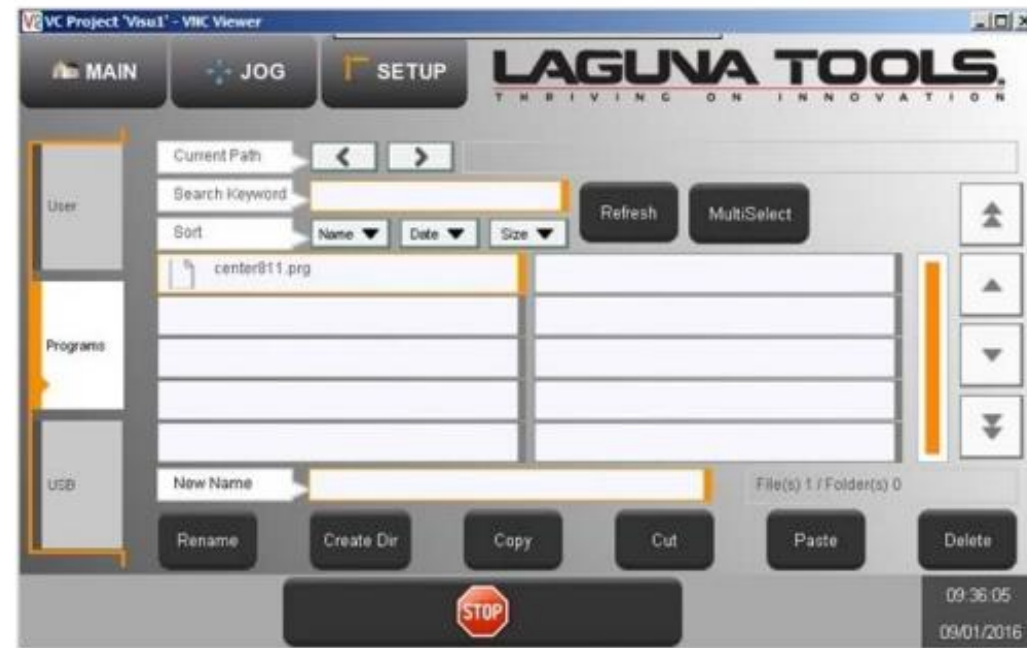 VC Project 'Visu1' - VNC Viewer
MAIN JOG SETUP LAGUNA TOOLS.
THRIVING ON INNOVATION
Current Path
User Search Keyword Refresh MultiSelect
Sort Name Date Size
center811.prg
Programs
USB New Name File(s) 1 / Folder(s) 0
Rename Create Dir Copy Cut Paste Delete
STOP
09:36:05
09/01/2016